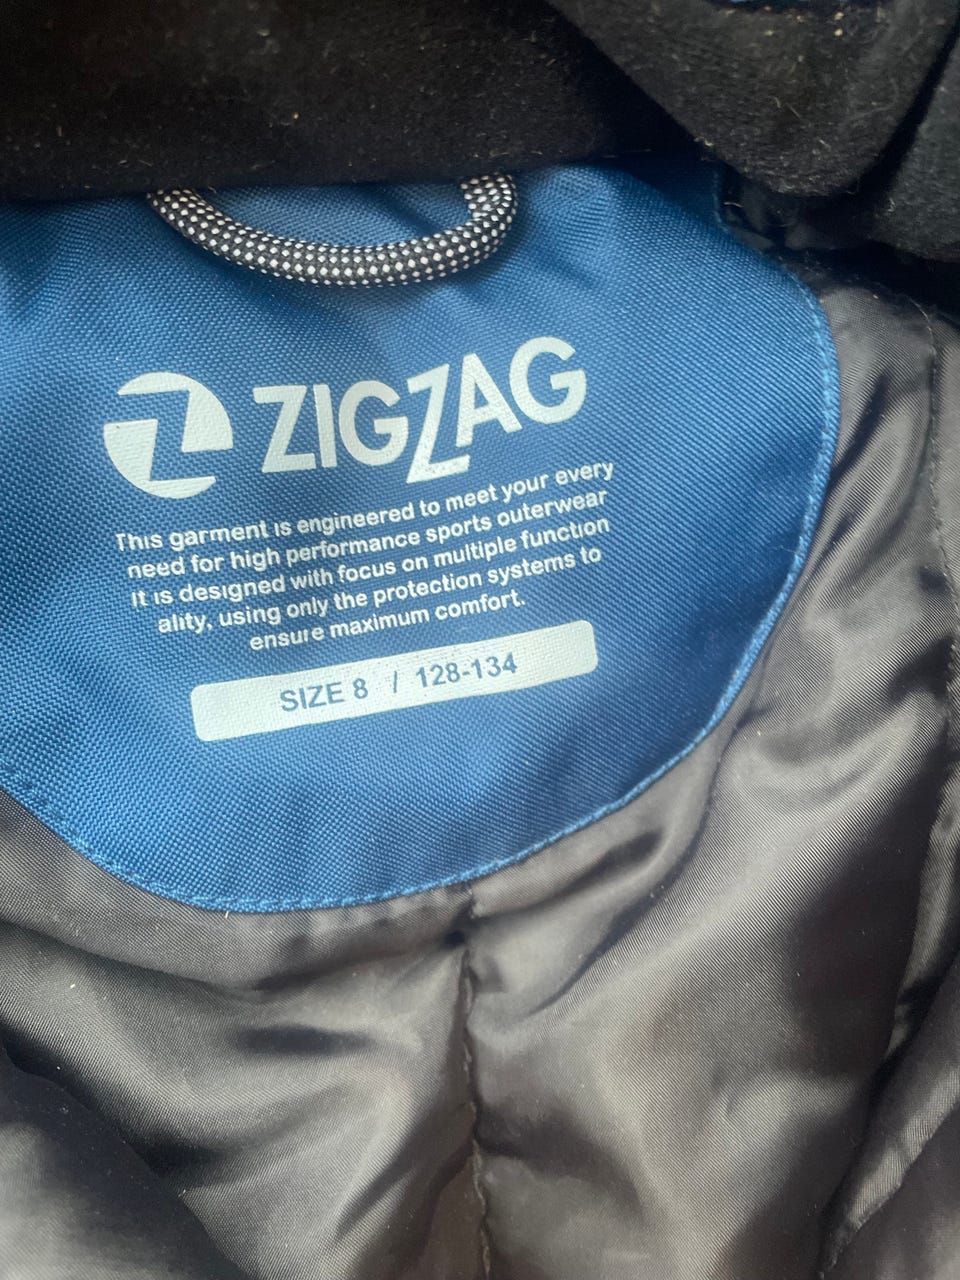 ZIGZAG
This garment is engineered to meet your every
need for high performance sports outerwear
It is designed with focus on multiple function
ality, using only the protection systems to
ensure maximum comfort.
SIZE 8 / 128-134